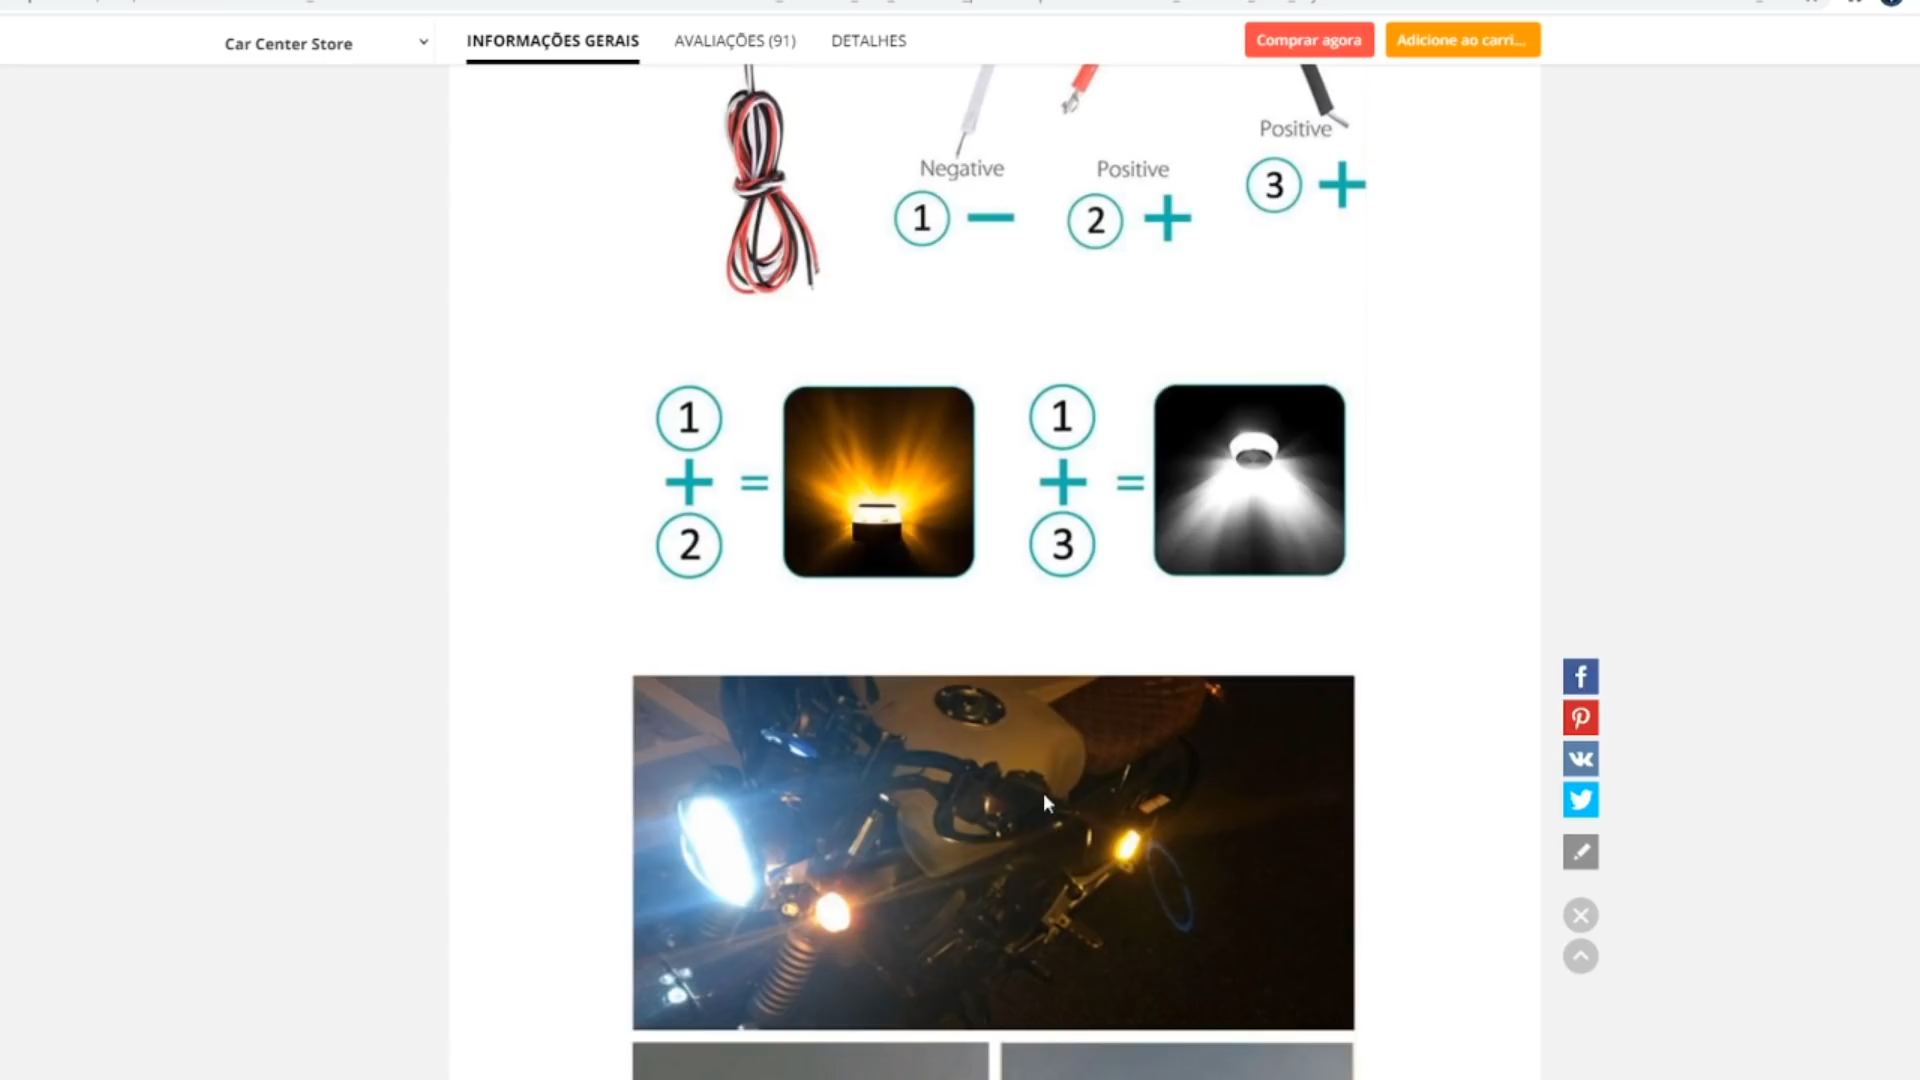 Car Center Store
INFORMAÇÕES GERAIS
AVALIAÇÕES (91)
DETALHES
Comprar agora
Adicione ao carri...
Negative
1 −
Positive
2 +
Positive
3 +
1
+
2
=
1
+
3
=